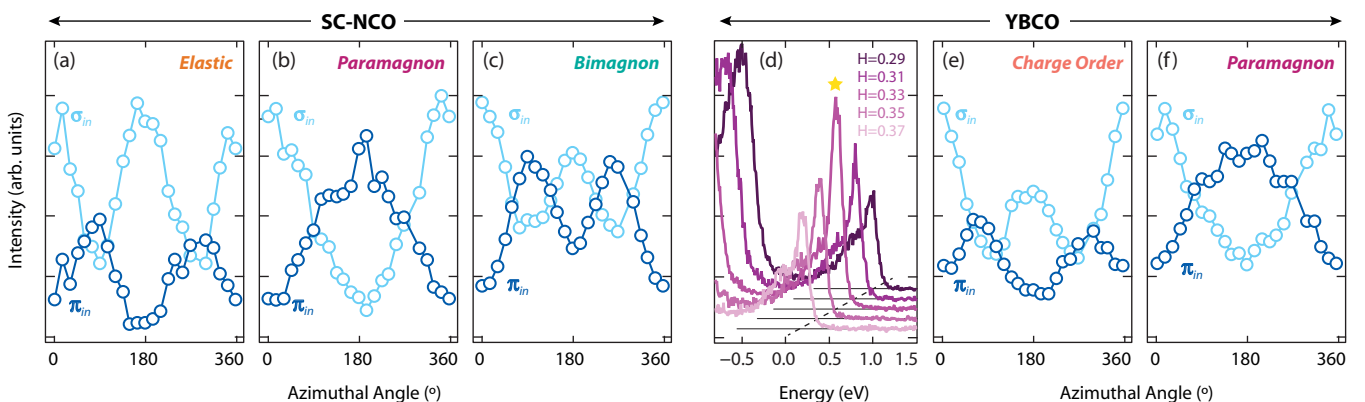 SC-NCO
YBCO
(a) Elastic
σin
πin
(b) Paramagnon
σin
πin
(c) Bimagnon
σin
πin
(d)
H=0.29
H=0.31
H=0.33
H=0.35
H=0.37
(e) Charge Order
σin
πin
(f) Paramagnon
σin
πin
Intensity (arb. units)
0 180 360
0 180 360
0 180 360
−0.5 0.0 0.5 1.0 1.5
0 180 360
0 180 360
Azimuthal Angle (º)
Energy (eV)
Azimuthal Angle (º)